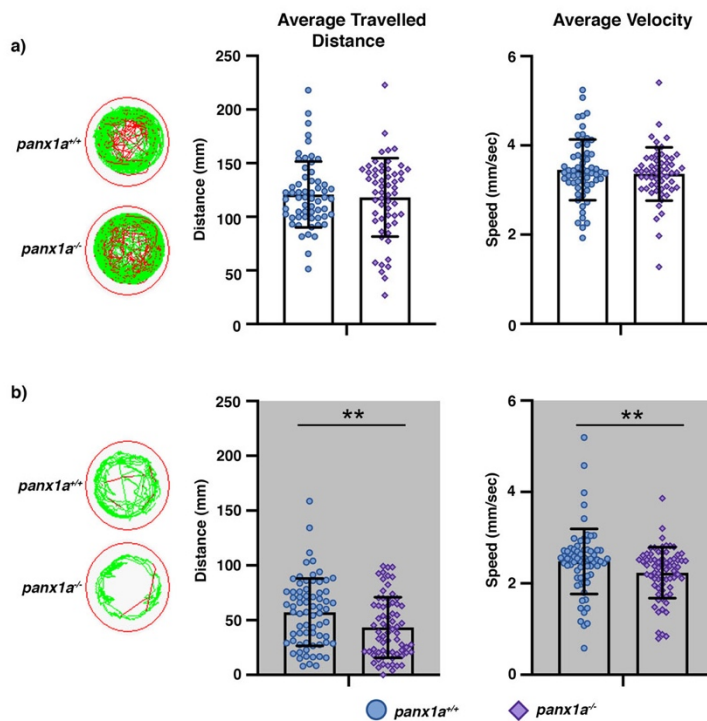 Average Travelled
Distance
Average Velocity
a)
panx1a+/+
panx1a-/-
Distance (mm)
250
200
150
100
50
0
Speed (mm/sec)
6
4
2
0
b)
panx1a+/+
panx1a-/-
Distance (mm)
250
200
150
100
50
0
**
Speed (mm/sec)
6
4
2
0
**
panx1a+/+
panx1a-/-